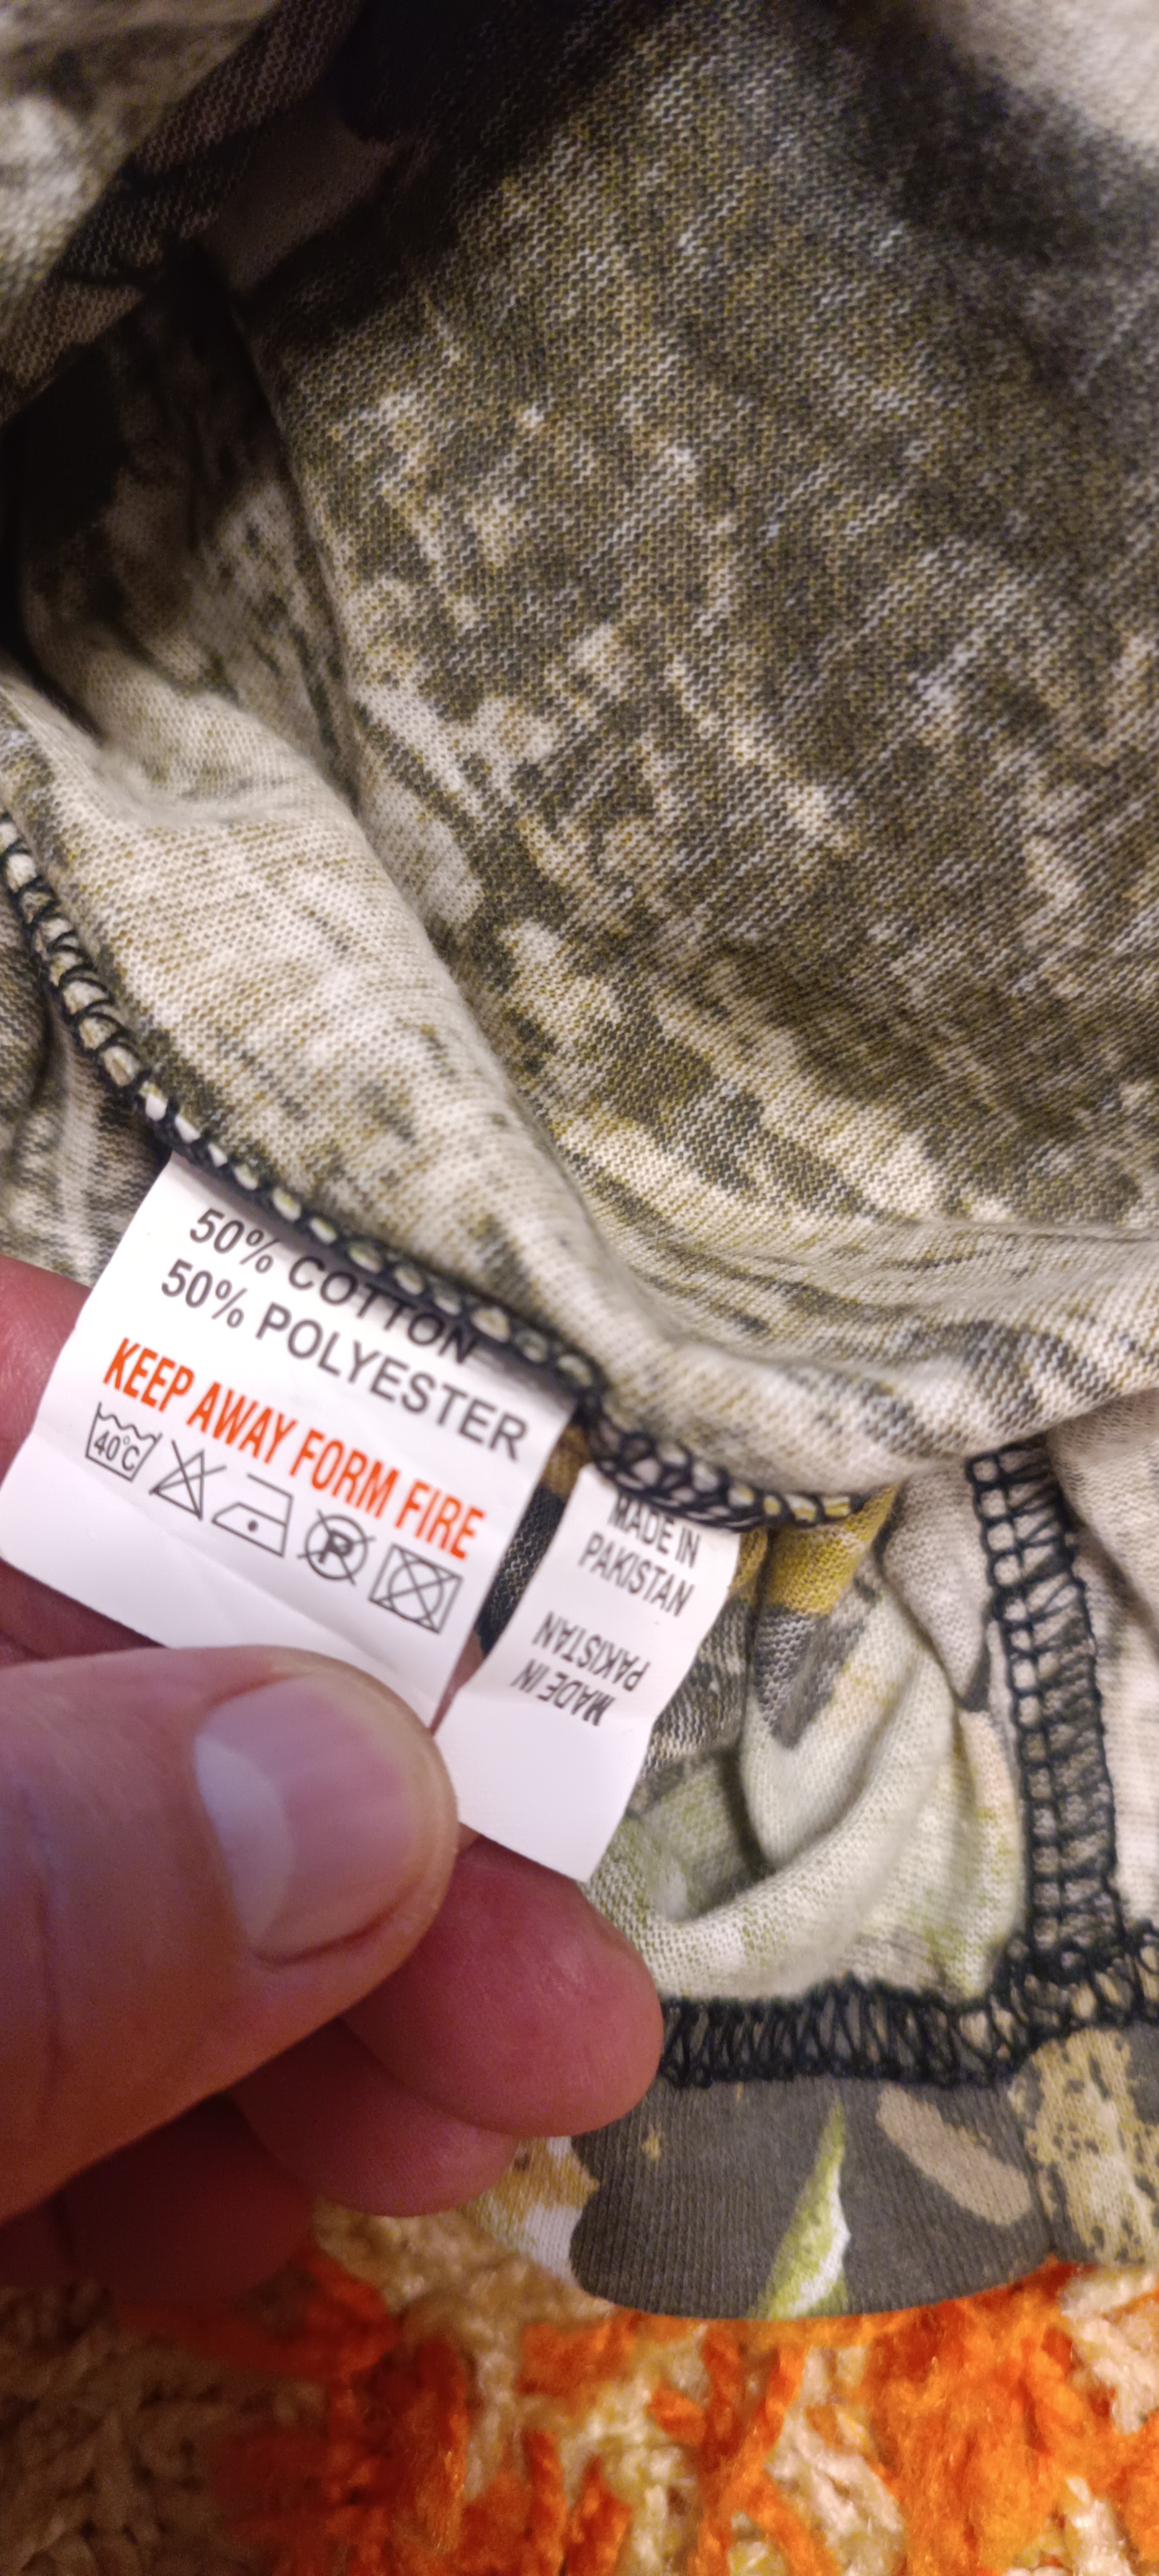 50% COTTON
50% POLYESTER
KEEP AWAY FORM FIRE
40°C
P
MADE IN
PAKISTAN
MADE IN
PAKISTAN